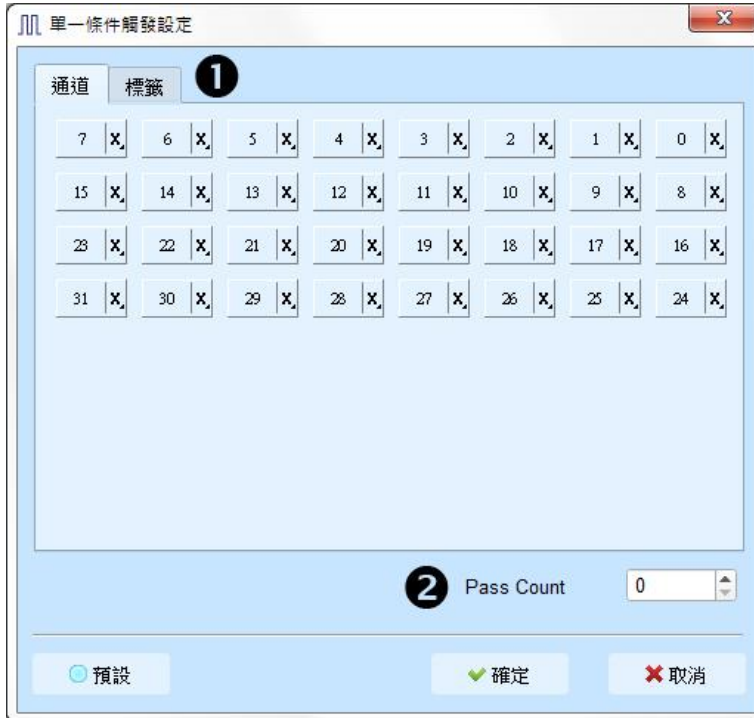 單一條件觸發設定
通道 標籤 ❶
7 X 6 X 5 X 4 X 3 X 2 X 1 X 0 X
15 X 14 X 13 X 12 X 11 X 10 X 9 X 8 X
23 X 22 X 21 X 20 X 19 X 18 X 17 X 16 X
31 X 30 X 29 X 28 X 27 X 26 X 25 X 24 X
❷ Pass Count 0
預設 確定 取消